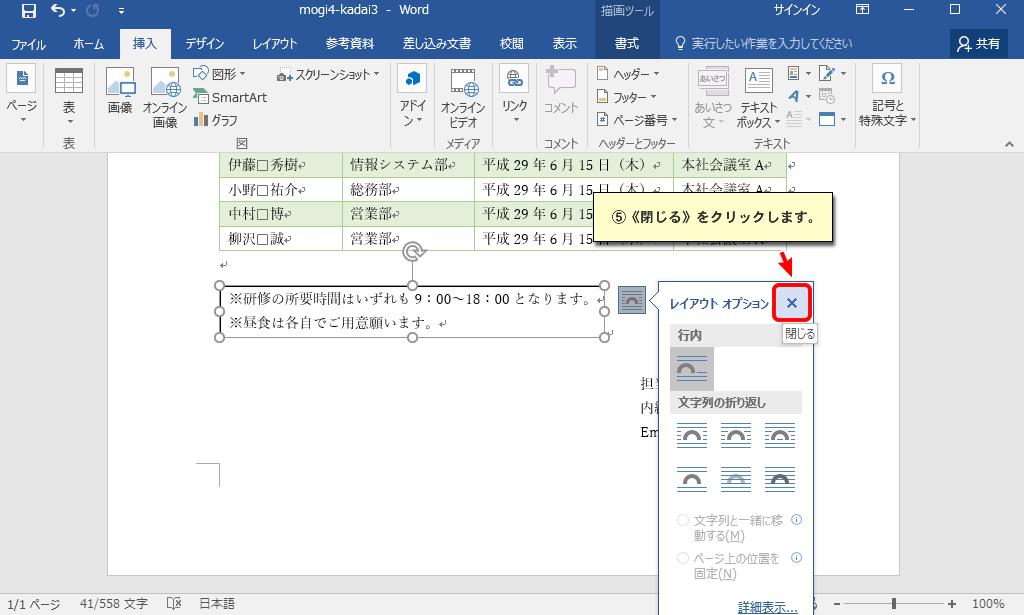 mogi4-kadai3 - Word
描画ツール
サインイン
ファイル
ホーム
挿入
デザイン
レイアウト
参考資料
差し込み文書
校閲
表示
書式
実行したい作業を入力してください
共有
ページ
表
画像
オンライン
画像
図形
SmartArt
グラフ
スクリーンショット
アドイ
ン
オンライン
ビデオ
リンク
コメント
ヘッダー
フッター
ページ番号
あいさつ
あいさつ
文
テキスト
ボックス
記号と
特殊文字
表
図
メディア
コメント
ヘッダーとフッター
テキスト
伊藤□秀樹 情報システム部 平成 29 年 6 月 15 日（木） 本社会議室 A
小野□祐介 総務部 平成 29 年 6 月 15 日（木） 本社会議室 A
中村□博 営業部 平成 29 年 6 月 15
柳沢□誠 営業部 平成 29 年 6 月 15 日（木） 本社会議室 A
⑤《閉じる》をクリックします。
※研修の所要時間はいずれも 9：00～18：00 となります。
※昼食は各自でご用意願います。
担
内
Em
レイアウト オプション
閉じる
行内
文字列の折り返し
文字列と一緒に移
動する(M)
ページ上の位置を
固定(N)
詳細表示...
1/1 ページ
41/558 文字
日本語
100%